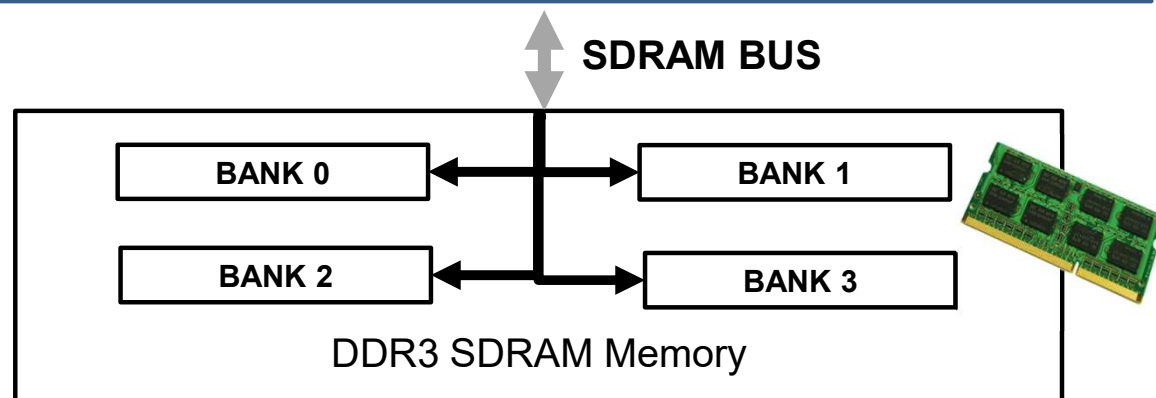 SDRAM BUS
BANK 0
BANK 1
BANK 2
BANK 3
DDR3 SDRAM Memory